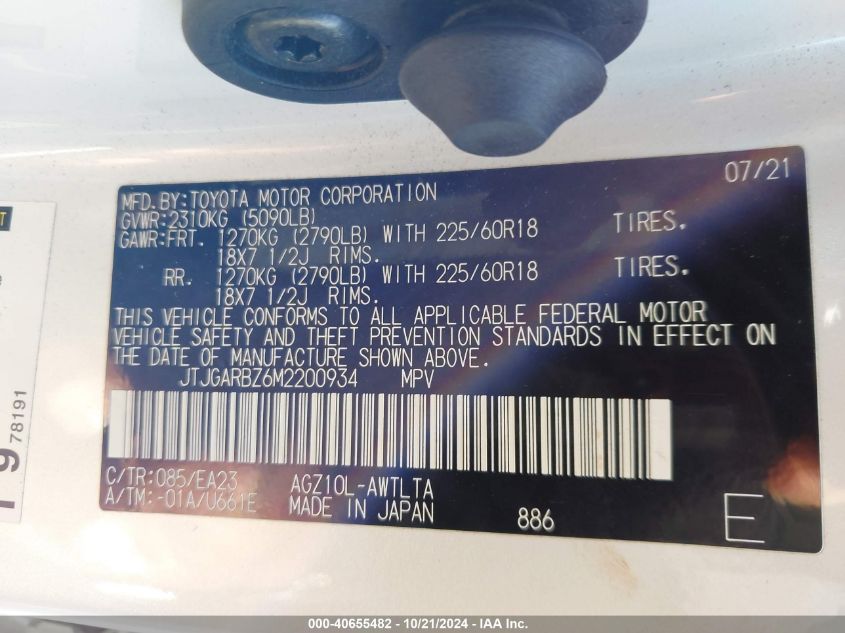 07/21
MFD.BY:TOYOTA MOTOR CORPORATION
GVWR:2310KG (5090LB)
GAWR:FRT. 1270KG (2790LB) WITH 225/60R18 TIRES.
18X7 1/2J RIMS.
RR. 1270KG (2790LB) WITH 225/60R18 TIRES.
18X7 1/2J RIMS.
THIS VEHICLE CONFORMS TO ALL APPLICABLE FEDERAL MOTOR
VEHICLE SAFETY AND THEFT PREVENTION STANDARDS IN EFFECT ON
THE DATE OF MANUFACTURE SHOWN ABOVE.
JTJGARBZ6M2200934 MPV
C/TR:085/EA23 AGZ10L-AWTLTA
A/TM:-01A/U661E MADE IN JAPAN 886 E
78191
000-40655482 - 10/21/2024 - IAA Inc.